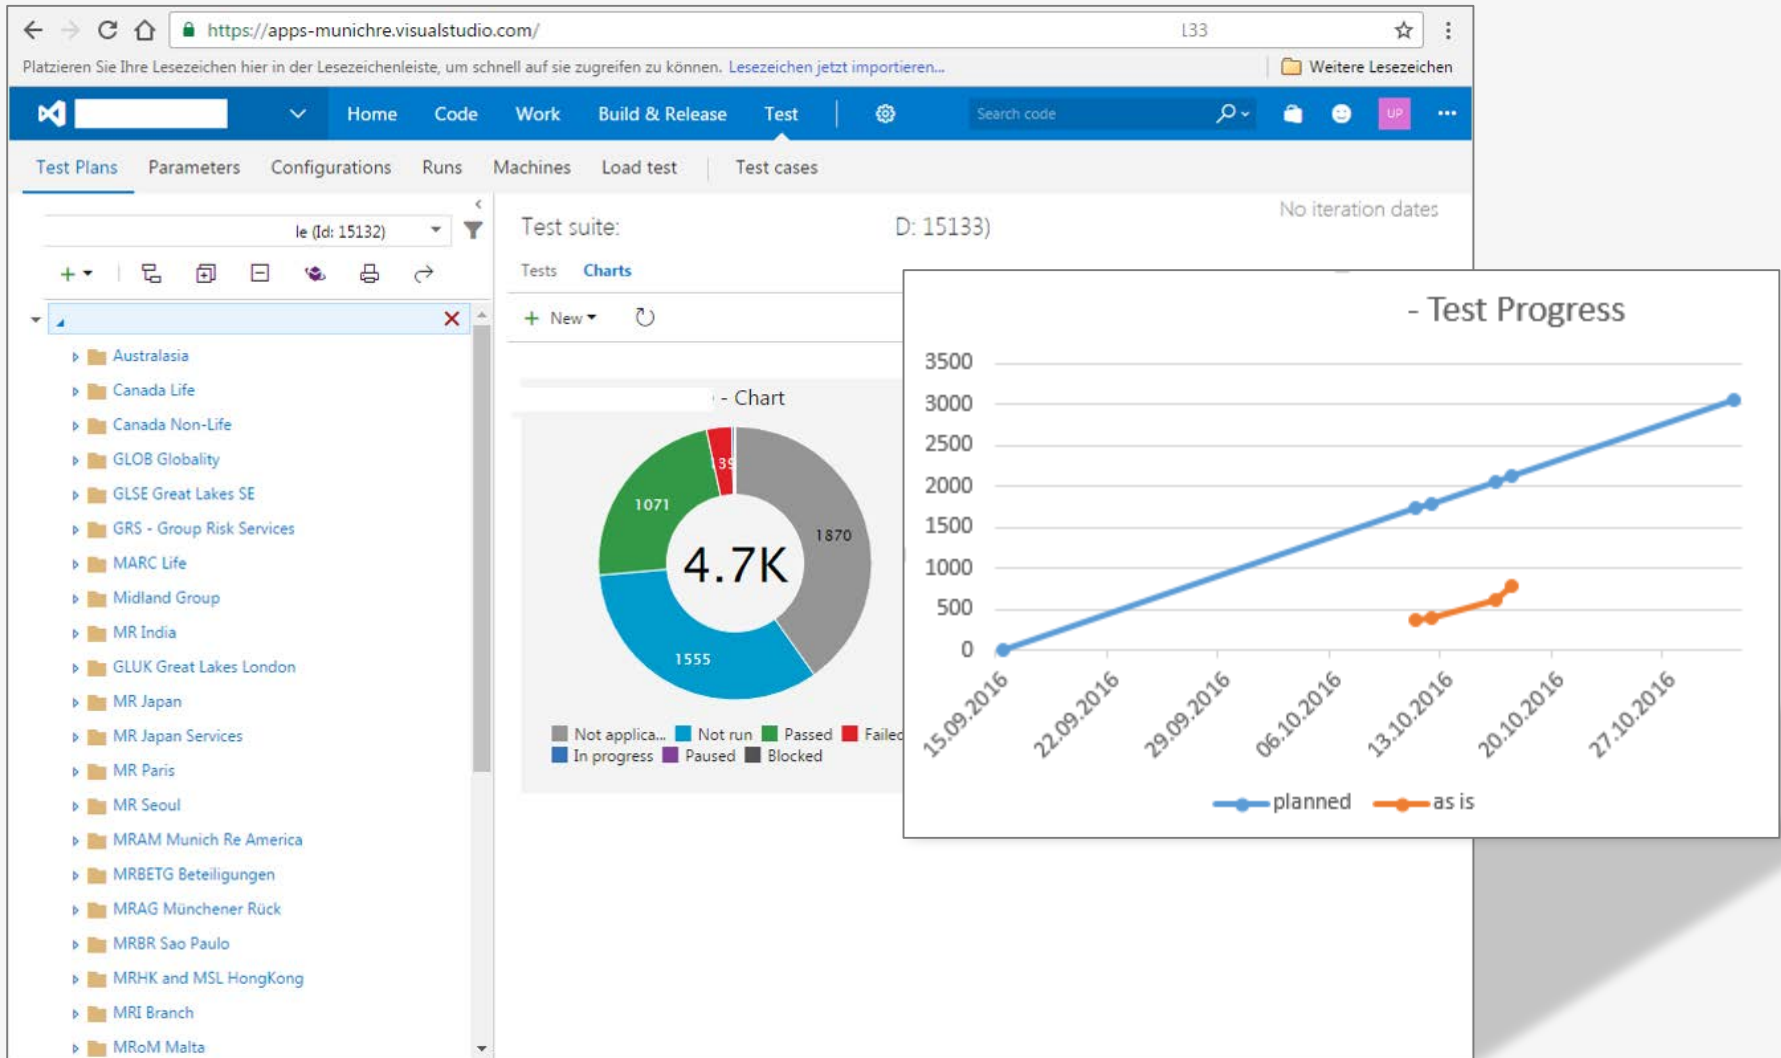 https://apps-munichre.visualstudio.com/ 133
Platzieren Sie Ihre Lesezeichen hier in der Lesezeichenleiste, um schnell auf sie zugreifen zu können. Lesezeichen jetzt importieren... Weitere Lesezeichen
Home Code Work Build & Release Test Search code UP
Test Plans Parameters Configurations Runs Machines Load test Test cases
le (Id: 15132)
Australasia
Canada Life
Canada Non-Life
GLOB Globality
GLSE Great Lakes SE
GRS - Group Risk Services
MARC Life
Midland Group
MR India
GLUK Great Lakes London
MR Japan
MR Japan Services
MR Paris
MR Seoul
MRAM Munich Re America
MRBETG Beteiligungen
MRAG Münchener Rück
MRBR Sao Paulo
MRHK and MSL HongKong
MRI Branch
MRoM Malta
No iteration dates
Test suite: D: 15133)
Tests Charts
+ New
- Chart
139
1071
1870
4.7K
1555
Not applica... Not run Passed Failed
In progress Paused Blocked
- Test Progress
3500
3000
2500
2000
1500
1000
500
0
15.09.2016 22.09.2016 29.09.2016 06.10.2016 13.10.2016 20.10.2016 27.10.2016
planned as is